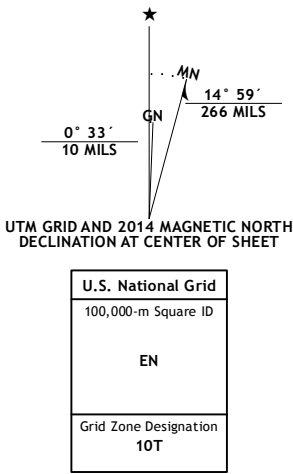 ★
MN
GN
14° 59´
266 MILS
0° 33´
10 MILS
UTM GRID AND 2014 MAGNETIC NORTH
DECLINATION AT CENTER OF SHEET
U.S. National Grid
100,000-m Square ID
EN
Grid Zone Designation
10T